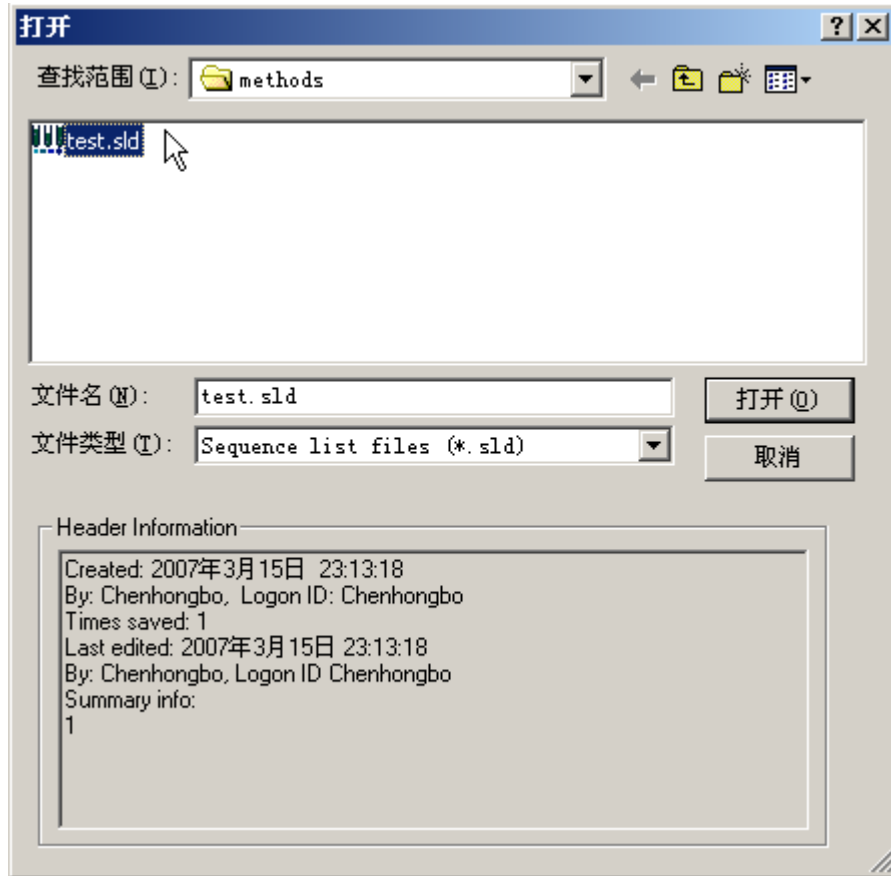 打开
查找范围(I): methods
test.sld
文件名(N): test.sld 打开(O)
文件类型(T): Sequence list files (*.sld) 取消
Header Information
Created: 2007年3月15日 23:13:18
By: Chenhongbo, Logon ID: Chenhongbo
Times saved: 1
Last edited: 2007年3月15日 23:13:18
By: Chenhongbo, Logon ID Chenhongbo
Summary info:
1